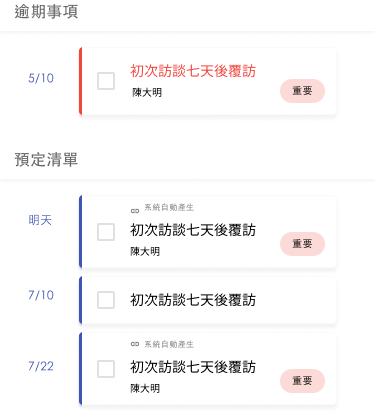 逾期事項
5/10
初次訪談七天後覆訪
陳大明
重要
預定清單
明天
系統自動產生
初次訪談七天後覆訪
陳大明
重要
7/10
初次訪談七天後覆訪
7/22
系統自動產生
初次訪談七天後覆訪
陳大明
重要